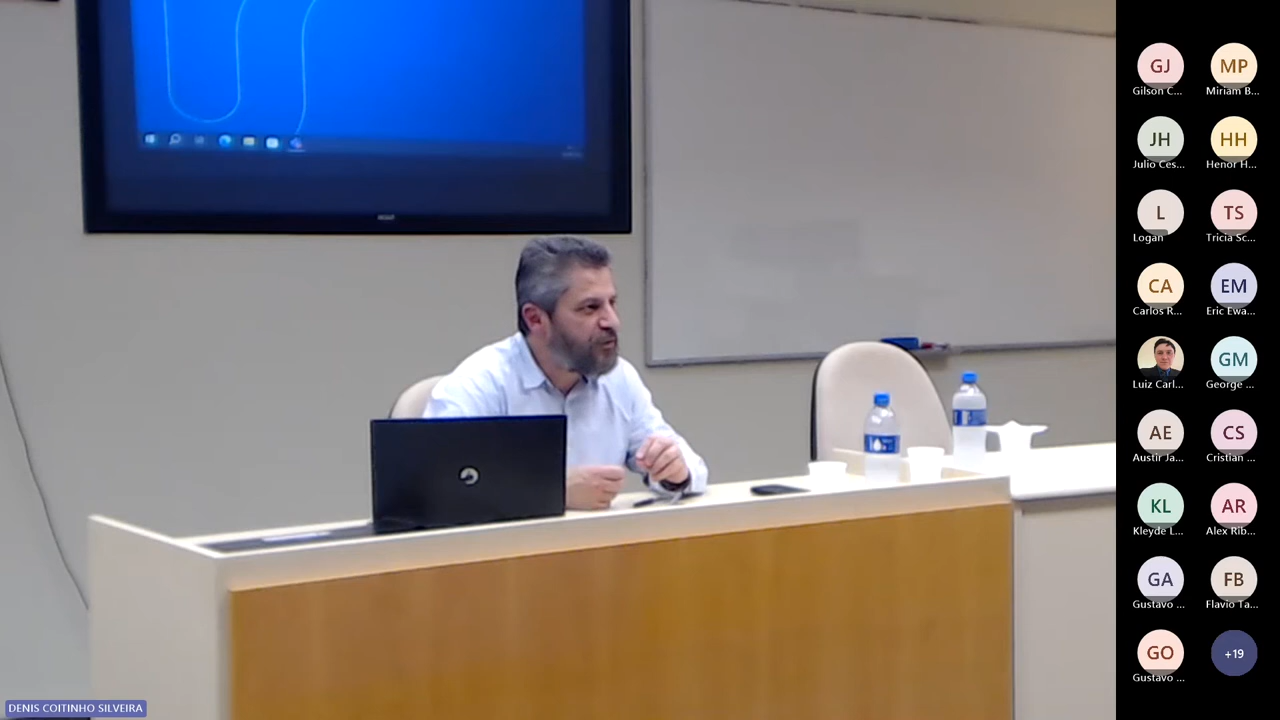 GJ
Gilson C...
MP
Miriam B...
JH
Julio Ces...
HH
Henor H...
L
Logan
TS
Tricia Sc...
CA
Carlos R...
EM
Eric Ewa...
Luiz Carl...
GM
George ...
AE
Austir Ja...
CS
Cristian ...
KL
Kleyde L...
AR
Alex Rib...
GA
Gustavo ...
FB
Flavio Ta...
GO
Gustavo ...
+19
DENIS COITINHO SILVEIRA